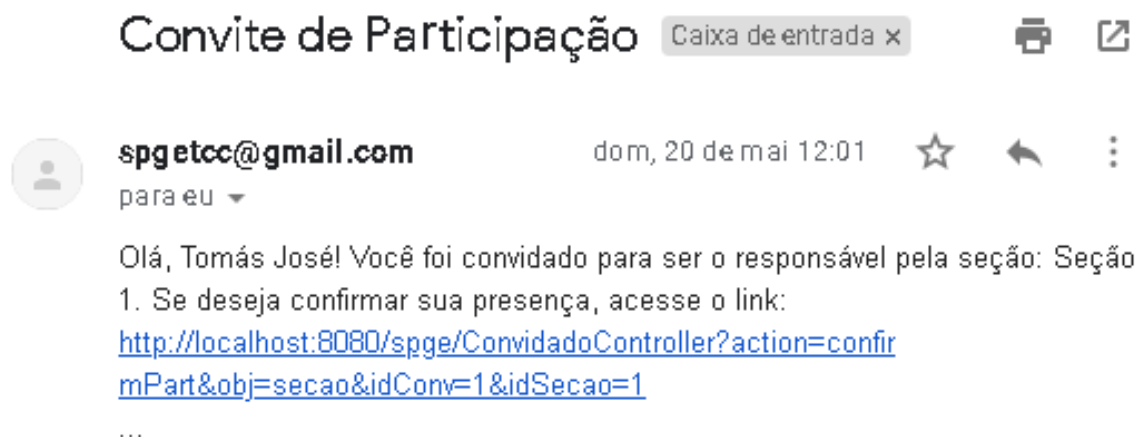 Convite de Participação Caixa de entrada x
spgetcc@gmail.com dom, 20 de mai 12:01
para eu
Olá, Tomás José! Você foi convidado para ser o responsável pela seção: Seção
1. Se deseja confirmar sua presença, acesse o link:
http://localhost:8080/spge/ConvidadoController?action=confir
mPart&obj=secao&idConv=1&idSecao=1
...